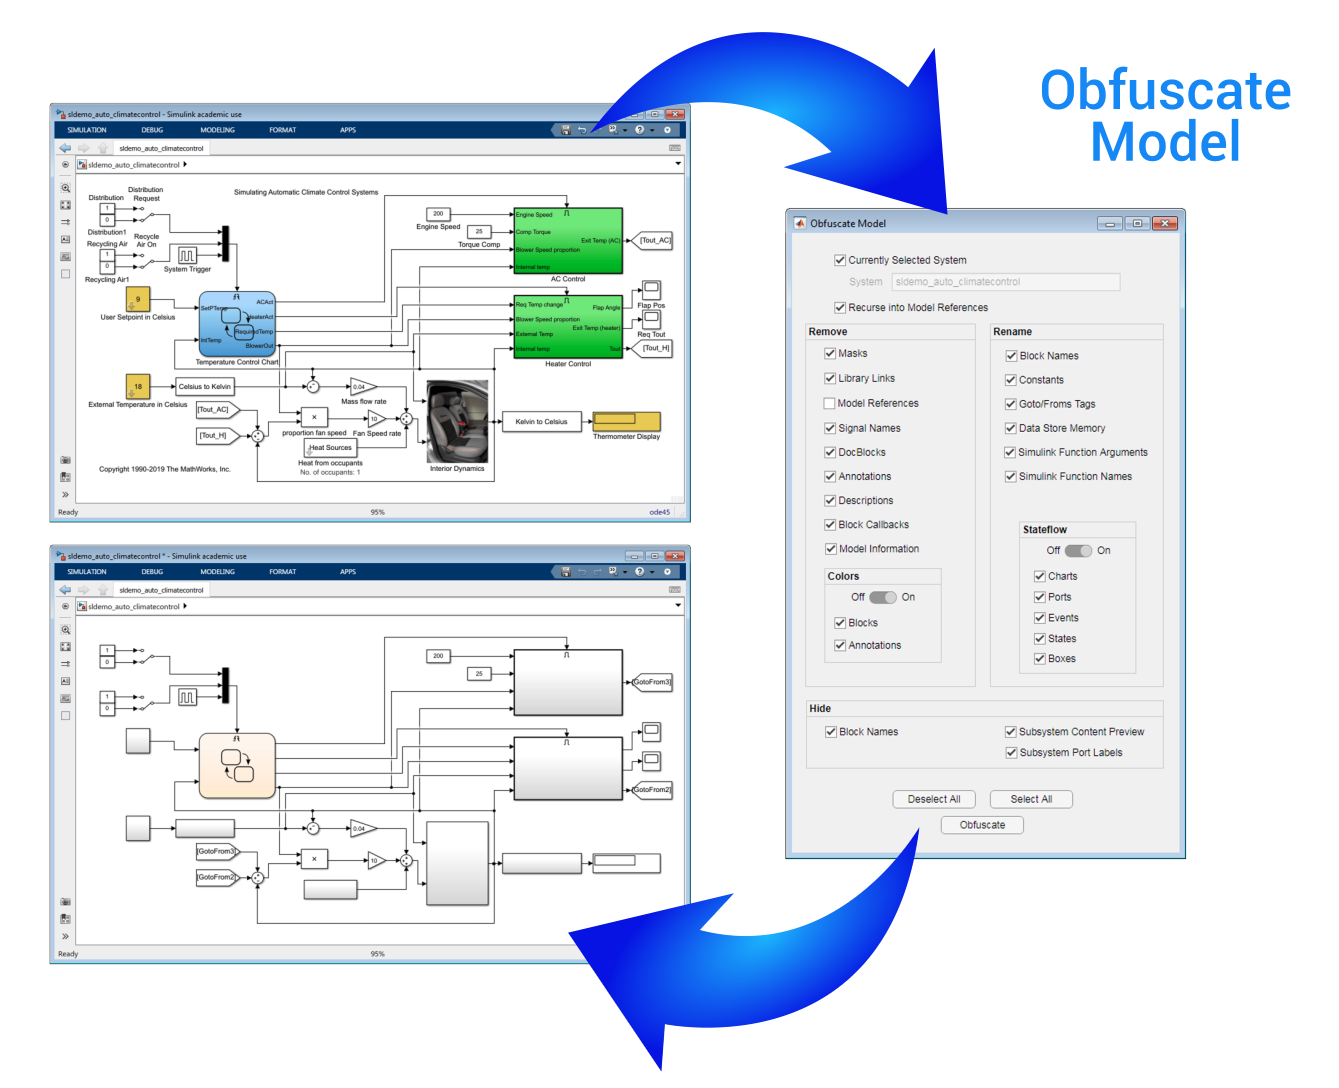 Obfuscate
Model
sldemo_auto_climatecontrol - Simulink academic use
SIMULATION DEBUG MODELING FORMAT APPS
sldemo_auto_climatecontrol
sldemo_auto_climatecontrol
Simulating Automatic Climate Control Systems
Distribution
Distribution
Request
1
0
Distribution1
Recycling Air
Recycle
Air On
1
0
Recycling Air1
System Trigger
200
Engine Speed
25
Torque Comp
Engine Speed
Comp Torque
Blower Speed proportion
Internal temp
Exit Temp (AC)
[Tout_AC]
AC Control
9
User Setpoint in Celsius
SetPTemp
IntTemp
ACAct
HeaterAct
RequiredTemp
BlowerOut
Temperature Control Chart
Req Temp change
Blower Speed proportion
External Temp
Internal temp
Flap Angle
Exit Temp (heater)
Tout
Flap Pos
Req Tout
[Tout_H]
Heater Control
18
External Temperature in Celsius
Celsius to Kelvin
0.04
Mass flow rate
[Tout_AC]
[Tout_H]
×
proportion fan speed
10
Fan Speed rate
Heat Sources
Heat from occupants
No. of occupants: 1
Interior Dynamics
Kelvin to Celsius
Thermometer Display
Copyright 1990-2019 The MathWorks, Inc.
Ready 95% ode45
Obfuscate Model
Currently Selected System
System sldemo_auto_climatecontrol
Recurse into Model References
Remove
Masks
Library Links
Model References
Signal Names
DocBlocks
Annotations
Descriptions
Block Callbacks
Model Information
Colors
Off On
Blocks
Annotations
Rename
Block Names
Constants
Goto/Froms Tags
Data Store Memory
Simulink Function Arguments
Simulink Function Names
Stateflow
Off On
Charts
Ports
Events
States
Boxes
Hide
Block Names
Subsystem Content Preview
Subsystem Port Labels
Deselect All Select All
Obfuscate
sldemo_auto_climatecontrol * - Simulink academic use
SIMULATION DEBUG MODELING FORMAT APPS
sldemo_auto_climatecontrol
sldemo_auto_climatecontrol
1
0
1
0
200
25
[GotoFrom3]
[GotoFrom2]
0.04
[GotoFrom3]
[GotoFrom2]
×
10
Ready 95%